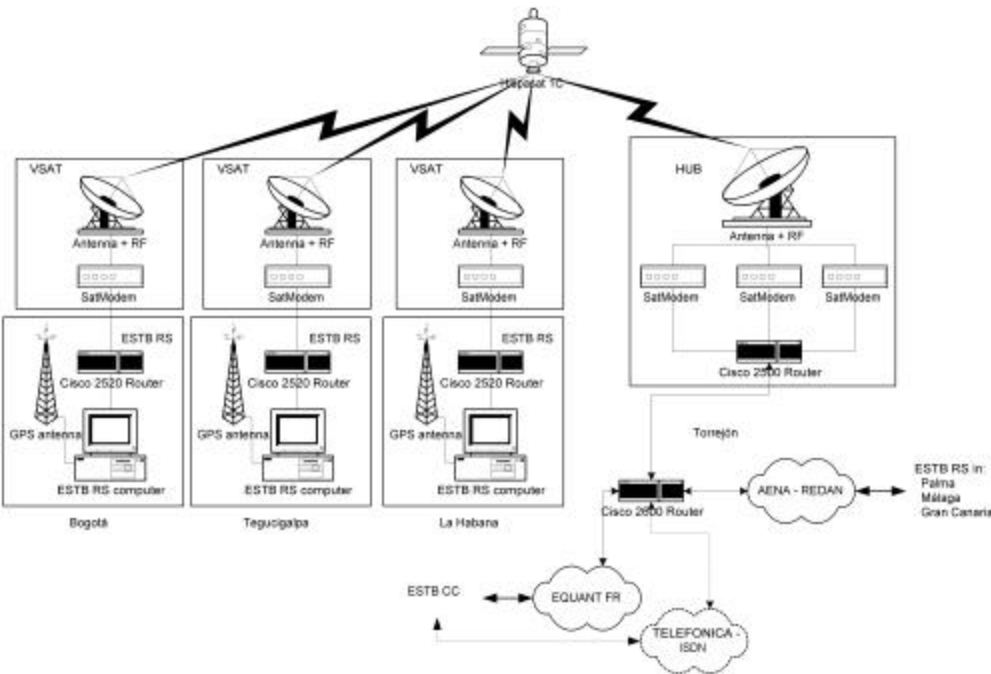 Hispasat 1C
VSAT
VSAT
VSAT
HUB
Antenna + RF
Antenna + RF
Antenna + RF
Antenna + RF
SatModem
SatModem
SatModem
SatModem
SatModem
SatModem
ESTB RS
ESTB RS
ESTB RS
Cisco 2520 Router
Cisco 2520 Router
Cisco 2520 Router
Cisco 2500 Router
GPS antenna
GPS antenna
GPS antenna
Torrejón
ESTB RS computer
ESTB RS computer
ESTB RS computer
AENA - REDAN
ESTB RS in:
Palma
Málaga
Gran Canaria
Cisco 2600 Router
Bogotá
Tegucigalpa
La Habana
ESTB CC
EQUANT FR
TELEFONICA -
ISDN